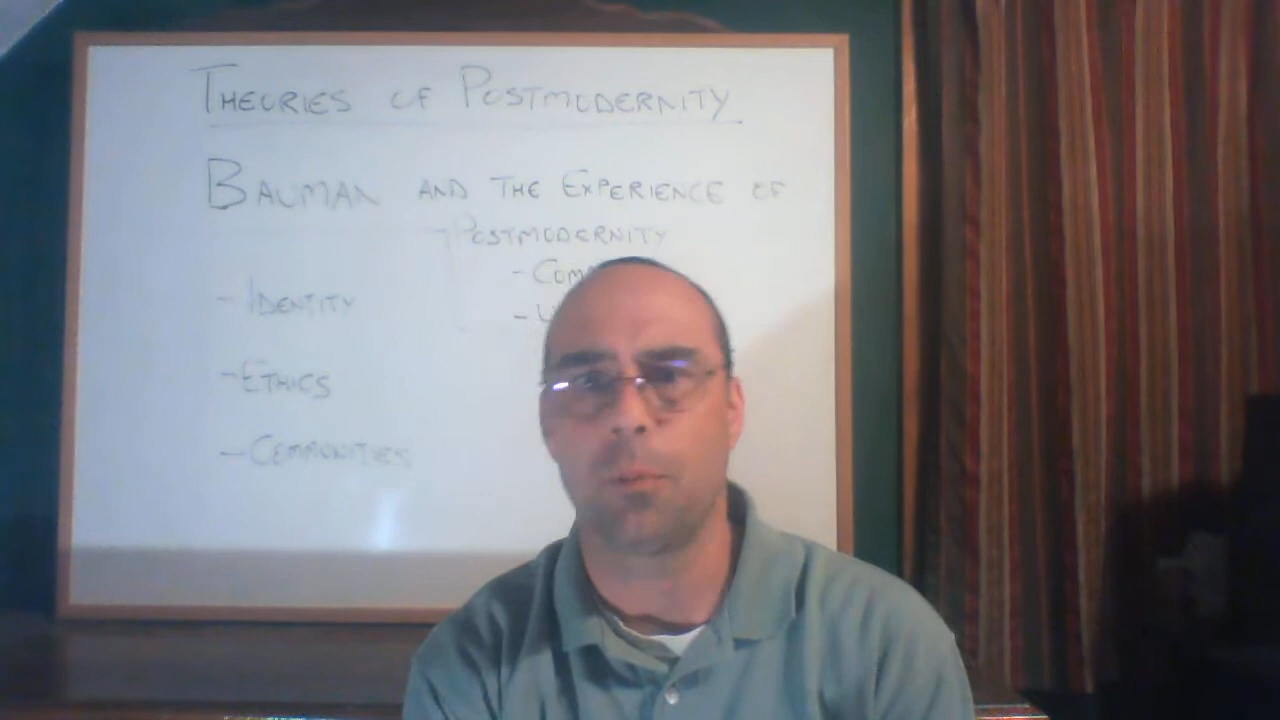 THEORIES OF POSTMODERNITY
BAUMAN AND THE EXPERIENCE OF
POSTMODERNITY
- IDENTITY
- ETHICS
- COMMUNITIES